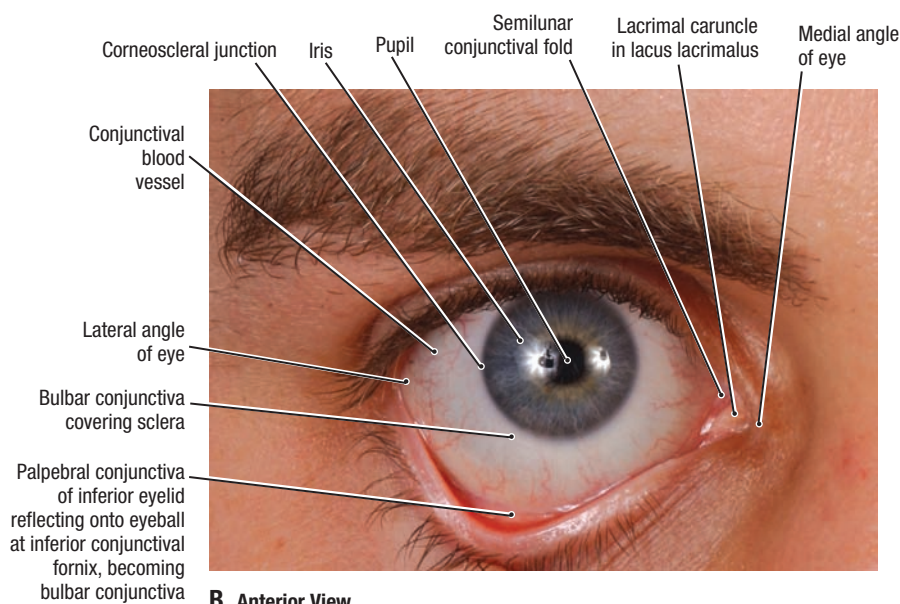 Corneoscleral junction
Iris
Pupil
Semilunar
conjunctival fold
Lacrimal caruncle
in lacus lacrimalus
Medial angle
of eye
Conjunctival
blood
vessel
Lateral angle
of eye
Bulbar conjunctiva
covering sclera
Palpebral conjunctiva
of inferior eyelid
reflecting onto eyeball
at inferior conjunctival
fornix, becoming
bulbar conjunctiva
B Anterior View